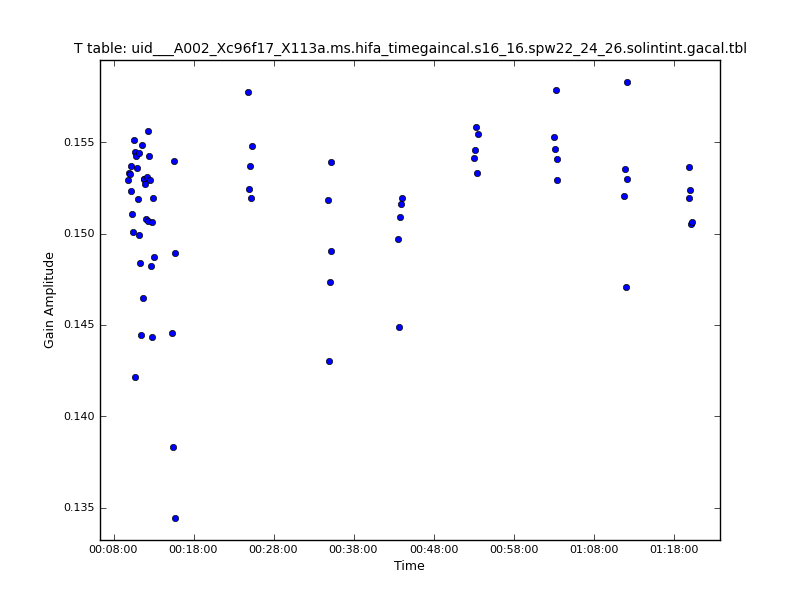 T table: uid___A002_Xc96f17_X113a.ms.hifa_timegaincal.s16_16.spw22_24_26.solintint.gacal.tbl
0.155
0.150
0.145
0.140
0.135
Gain Amplitude
00:08:00 00:18:00 00:28:00 00:38:00 00:48:00 00:58:00 01:08:00 01:18:00
Time